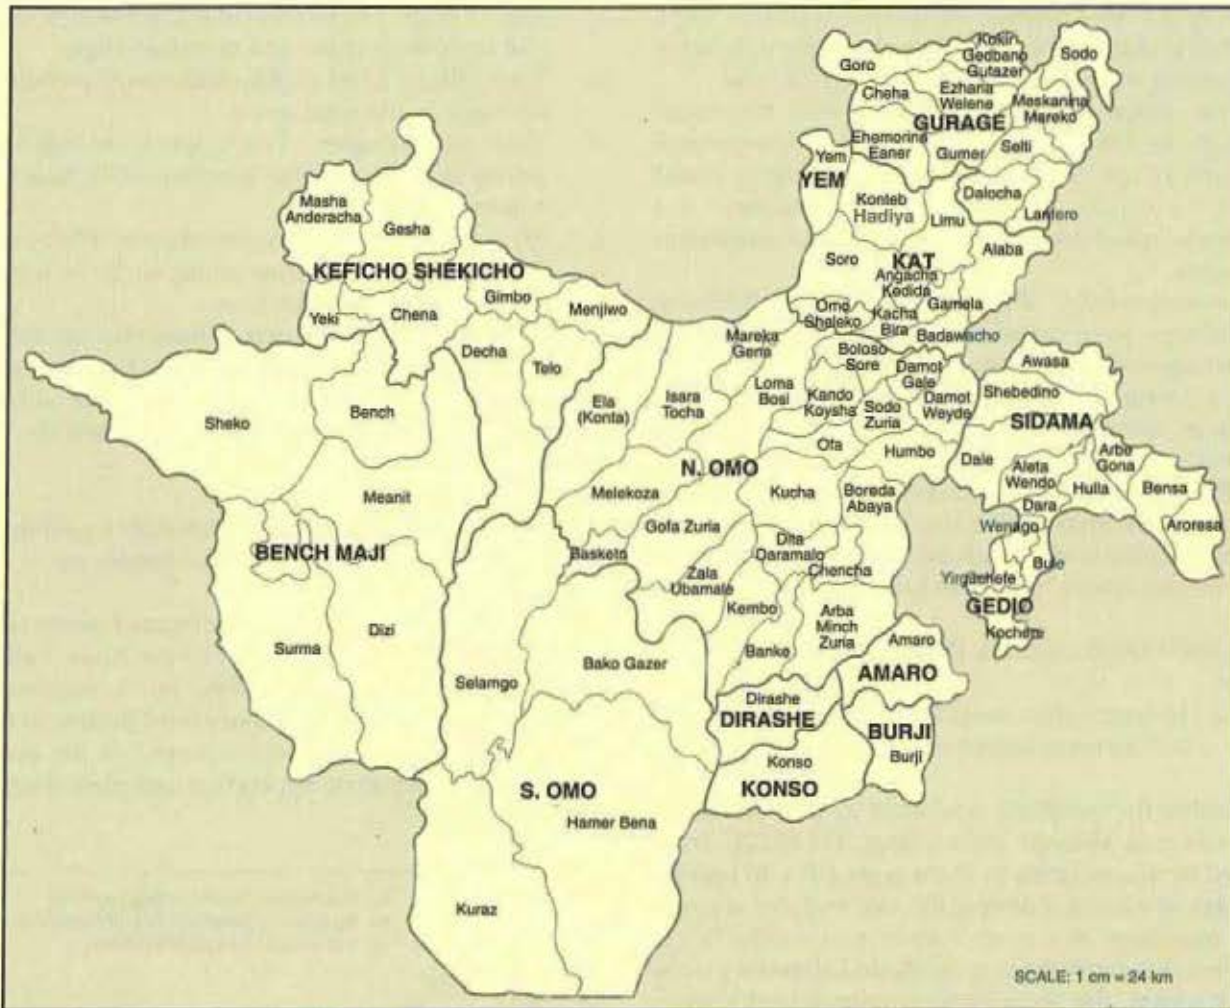 Kokir
Gedbano
Gutazer
Sodo
Goro
Cheha
Ezharia
Welene
Meskanina
Mareko
GURAGE
Ehemorina
Eaner
Gumer
Selti
Yem
YEM
Dalocha
Lantero
Konteb
Hadiya
Limu
Alaba
Masha
Anderacha
Gesha
KEFICHO SHEKICHO
Soro
KAT
Angacha
Kedida
Gamela
Gimbo
Menjiwo
Omo
Sheleko
Kacha
Bira
Badawacho
Yeki
Chena
Decha
Telo
Mareka
Gena
Boloso
Sore
Damot
Gale
Awasa
Shebedino
Sheko
Bench
Ela
(Konta)
Isara
Tocha
Loma
Bosi
Kando
Koysha
Sodo
Zuria
Damot
Weyde
SIDAMA
Ofa
Humbo
Dale
Aleta
Wendo
Arbe
Gona
Hulla
Bensa
Aroresa
N. OMO
Meanit
Melekoza
Kucha
Boreda
Abaya
Dara
Wenago
Bule
Gofa Zuria
BENCH MAJI
Basketo
Dita
Daramalo
Chencha
Yirgachefe
GEDIO
Kochere
Zala
Ubamale
Kembo
Arba
Minch
Zuria
Surma
Dizi
Banke
Amaro
AMARO
Bako Gazer
Selamgo
Dirashe
DIRASHE
BURJI
Burji
Konso
KONSO
S. OMO
Hamer Bena
Kuraz
SCALE: 1 cm = 24 km